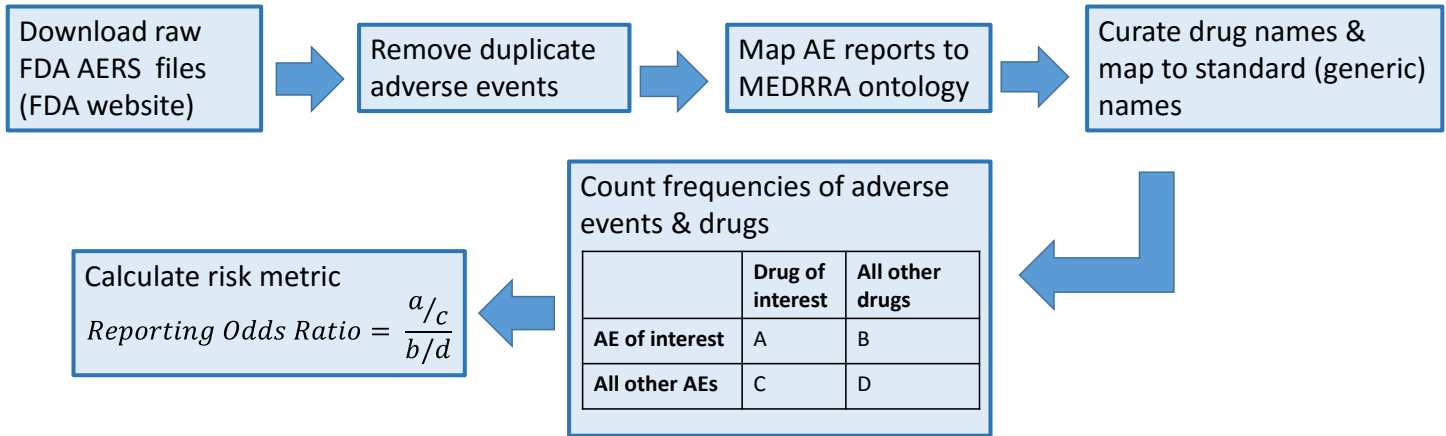 Download raw
FDA AERS files
(FDA website)
Remove duplicate
adverse events
Map AE reports to
MEDRRA ontology
Curate drug names &
map to standard (generic)
names
Count frequencies of adverse
events & drugs
Drug of
interest
All other
drugs
AE of interest
A
B
All other AEs
C
D
Calculate risk metric
Reporting Odds Ratio = (a/c)/(b/d)